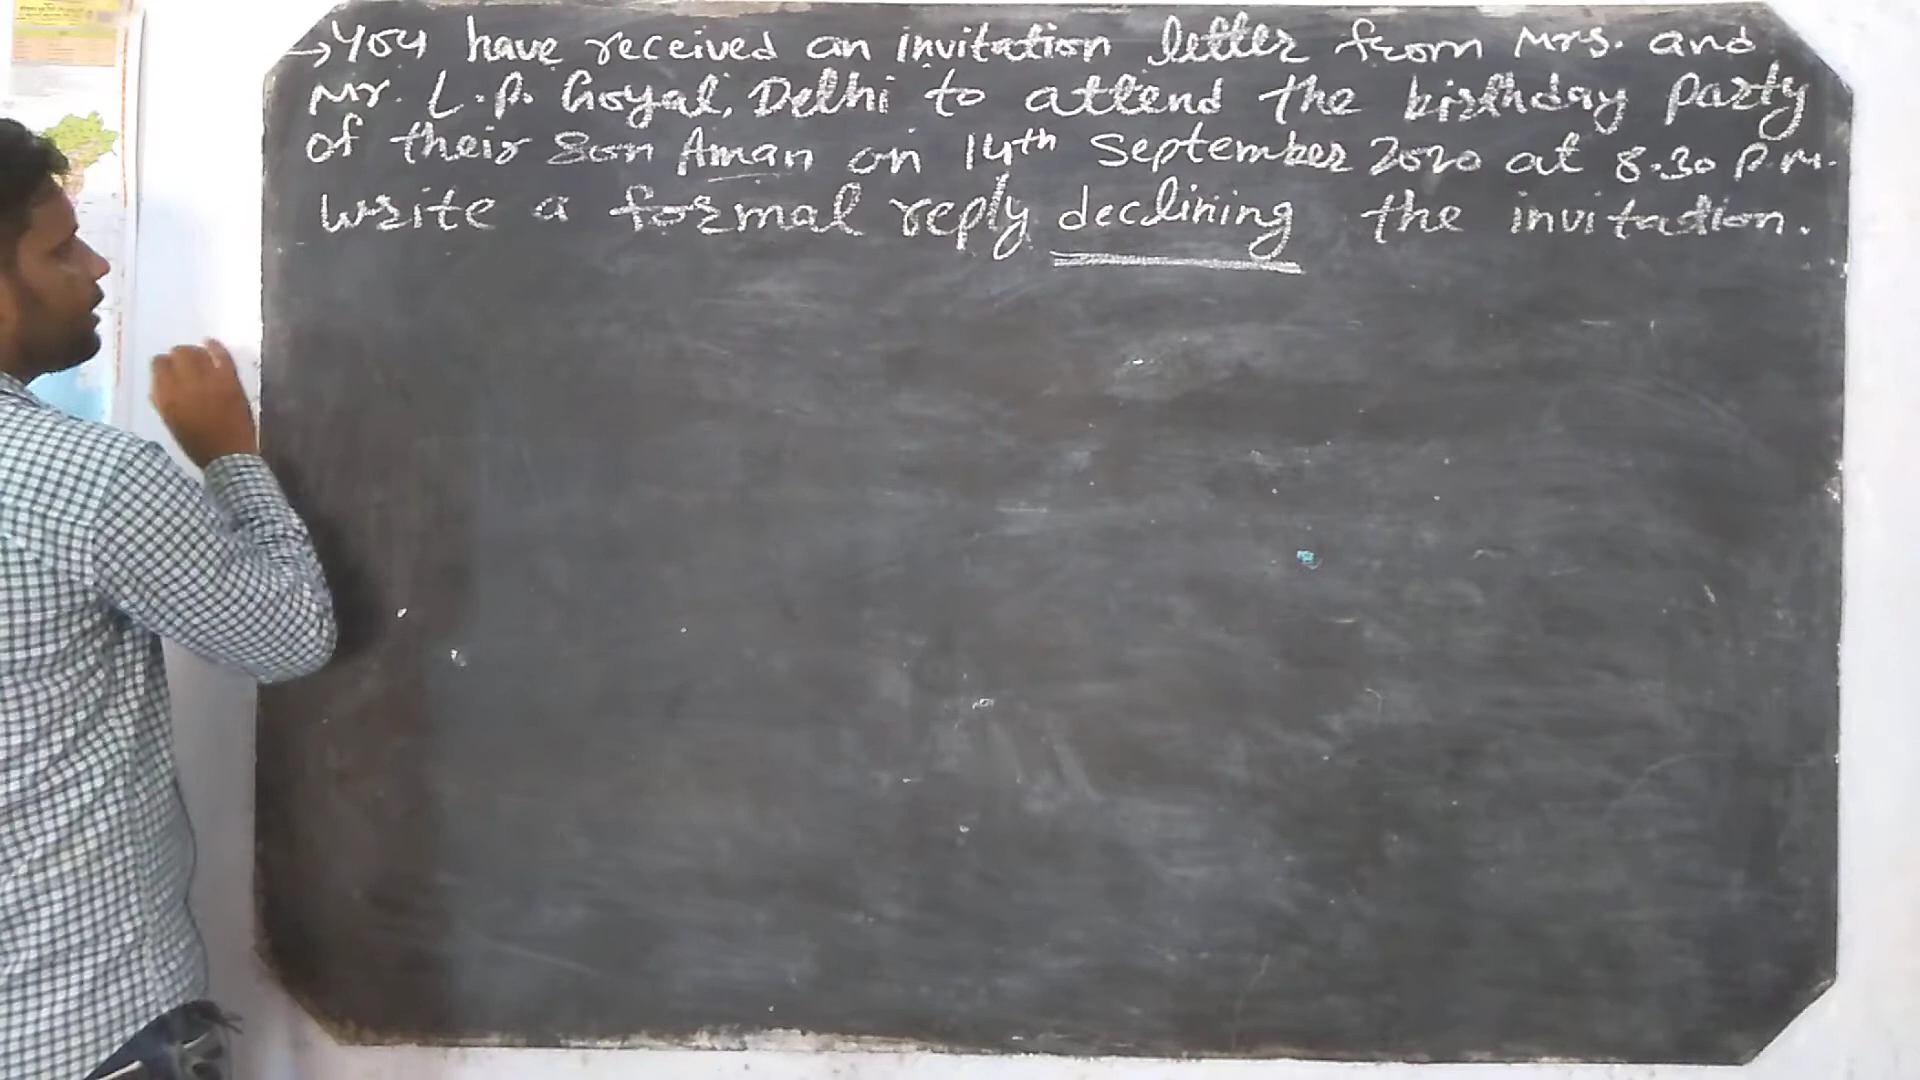 →You have received an invitation letter from Mrs. and
Mr. L.P. Goyal, Delhi to attend the birthday party
of their son Aman on 14th September 2020 at 8.30 P.M.
Write a formal reply declining the invitation.